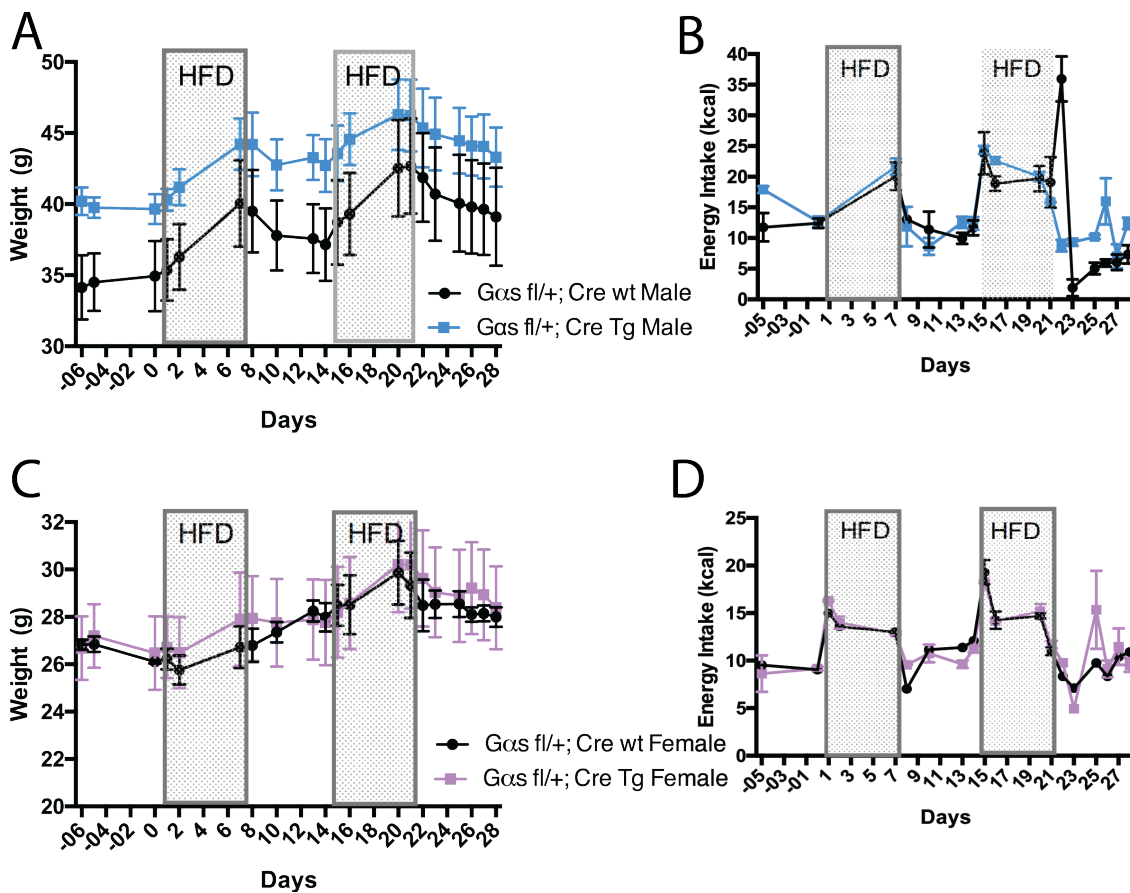 A
50
45
40
35
30
Weight (g)
HFD
HFD
Gαs fl/+; Cre wt Male
Gαs fl/+; Cre Tg Male
-06 -04 -02 0 2 4 6 8 10 12 14 16 18 20 22 24 26 28
Days
B
40
35
30
25
20
15
10
5
0
Energy Intake (kcal)
HFD
HFD
-05 -03 -01 1 3 5 7 9 11 13 15 17 19 21 23 25 27
Days
C
32
30
28
26
24
22
20
Weight (g)
HFD
HFD
Gαs fl/+; Cre wt Female
Gαs fl/+; Cre Tg Female
-06 -04 -02 0 2 4 6 8 10 12 14 16 18 20 22 24 26 28
Days
D
25
20
15
10
5
0
Energy Intake (kcal)
HFD
HFD
-05 -03 -01 1 3 5 7 9 11 13 15 17 19 21 23 25 27
Days